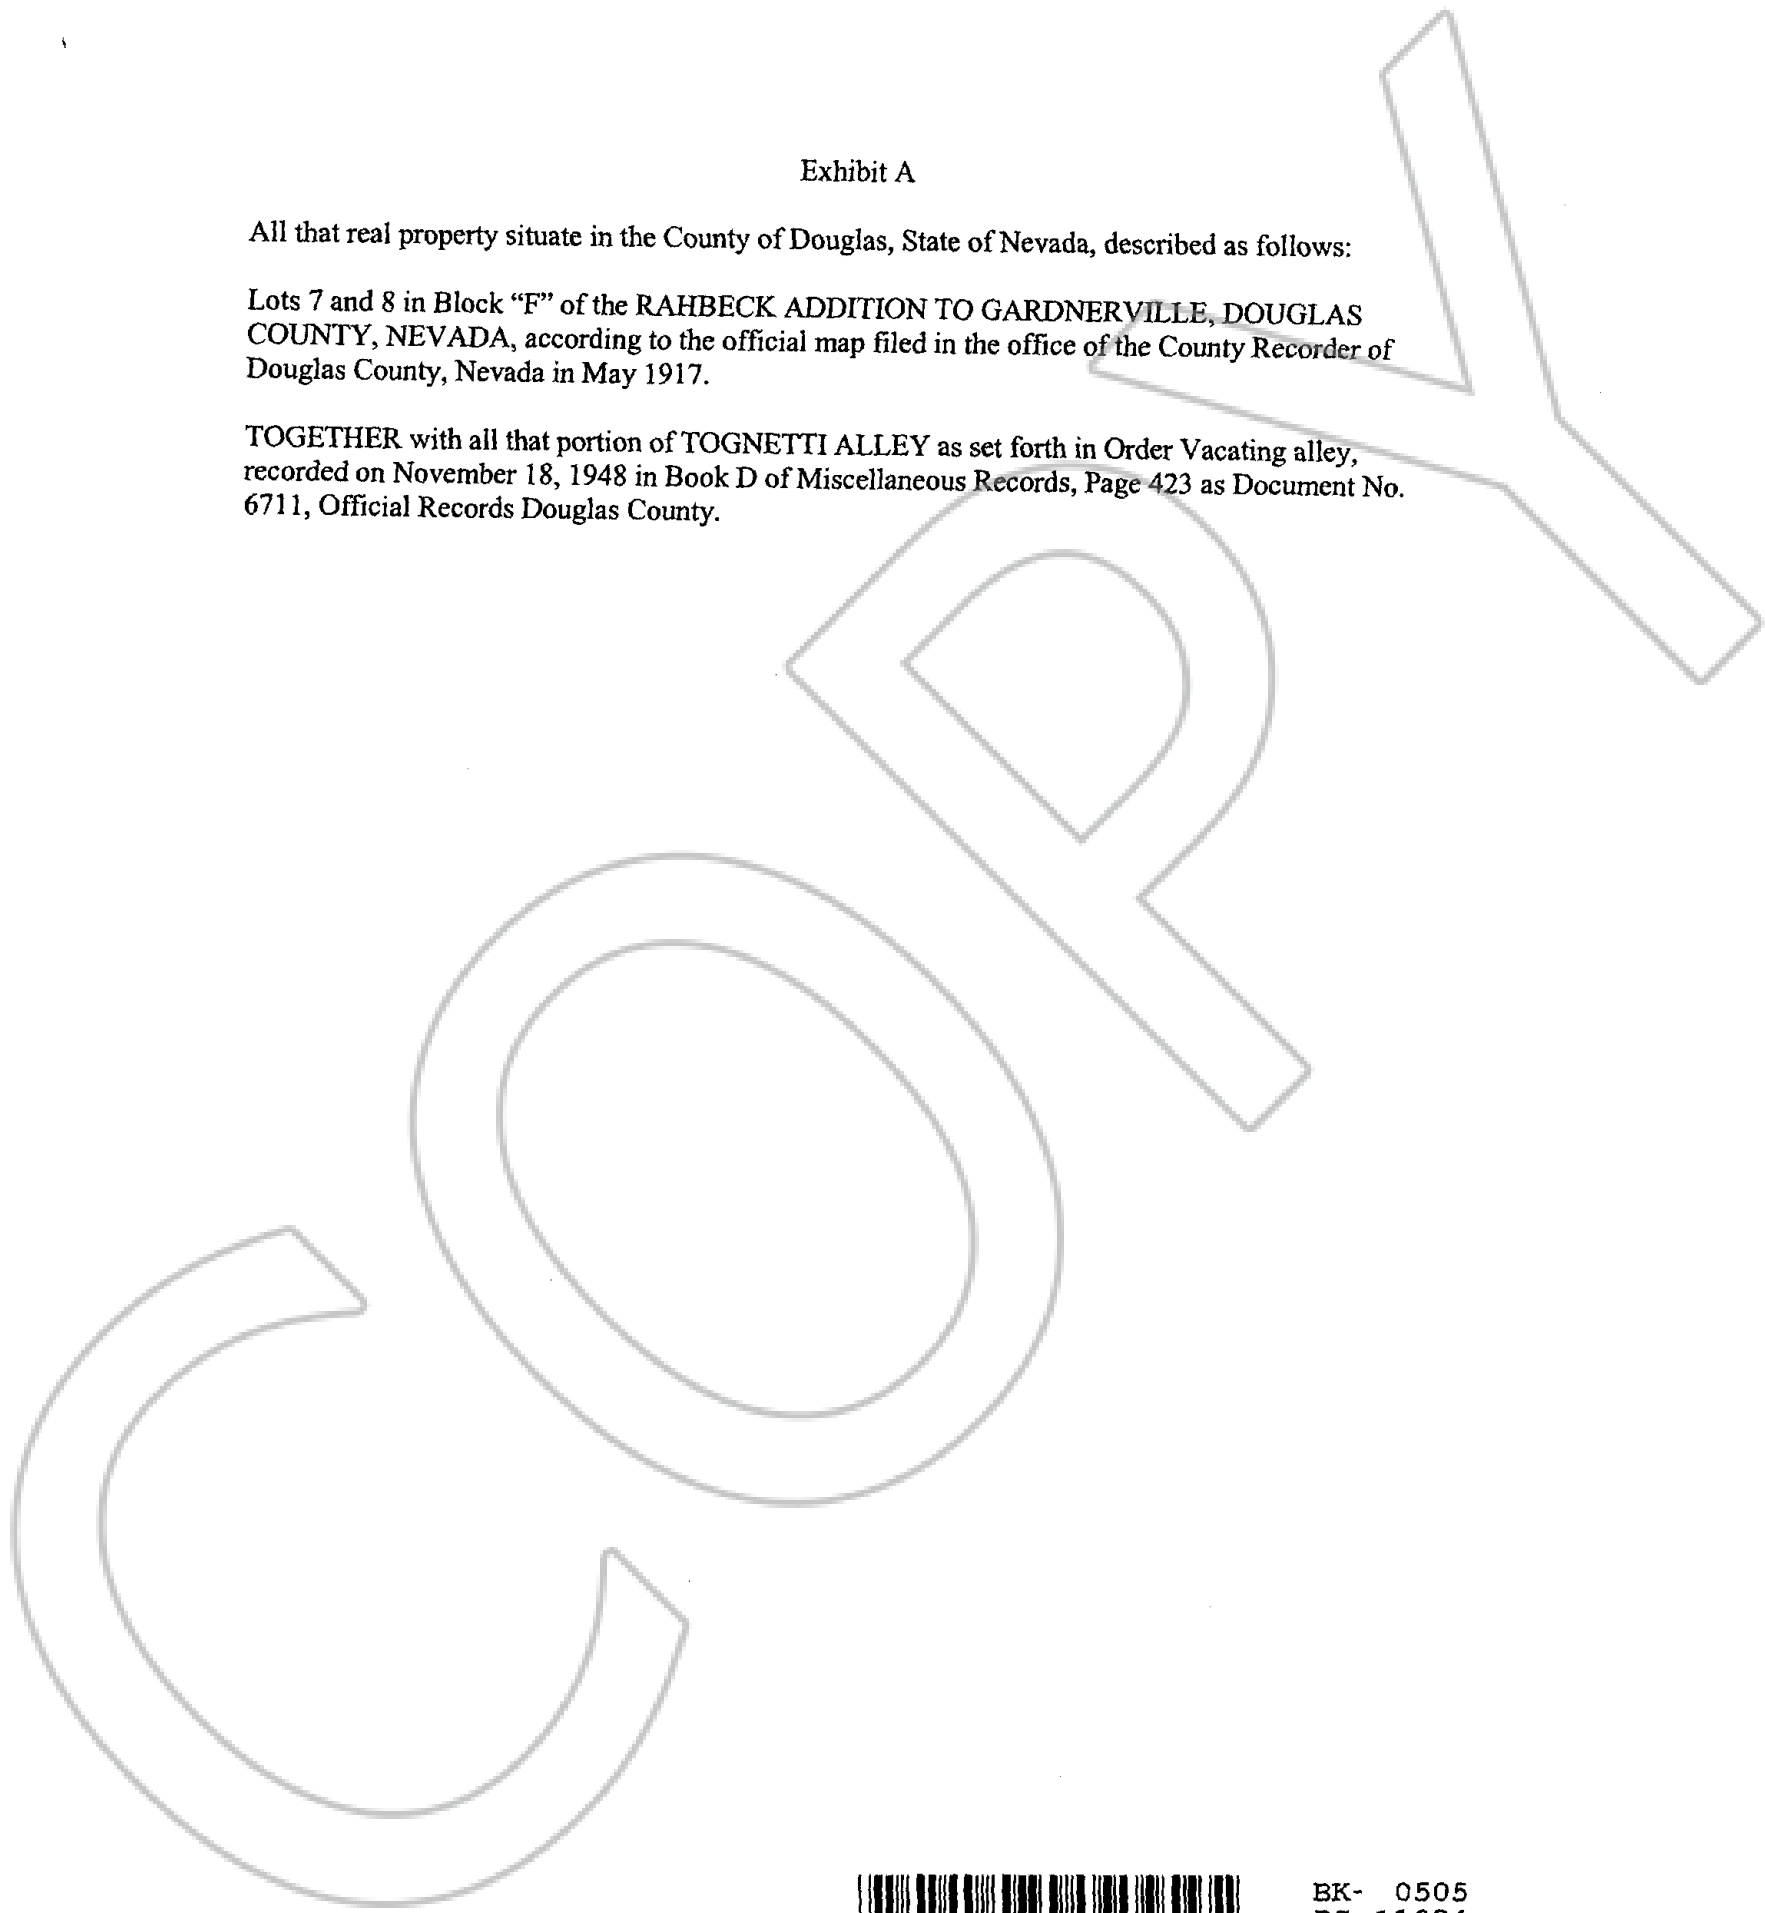 Exhibit A
All that real property situate in the County of Douglas, State of Nevada, described as follows:
Lots 7 and 8 in Block “F” of the RAHBECK ADDITION TO GARDNERVILLE, DOUGLAS
COUNTY, NEVADA, according to the official map filed in the office of the County Recorder of
Douglas County, Nevada in May 1917.
TOGETHER with all that portion of TOGNETTI ALLEY as set forth in Order Vacating alley,
recorded on November 18, 1948 in Book D of Miscellaneous Records, Page 423 as Document No.
6711, Official Records Douglas County.
COPY
BK- 0505